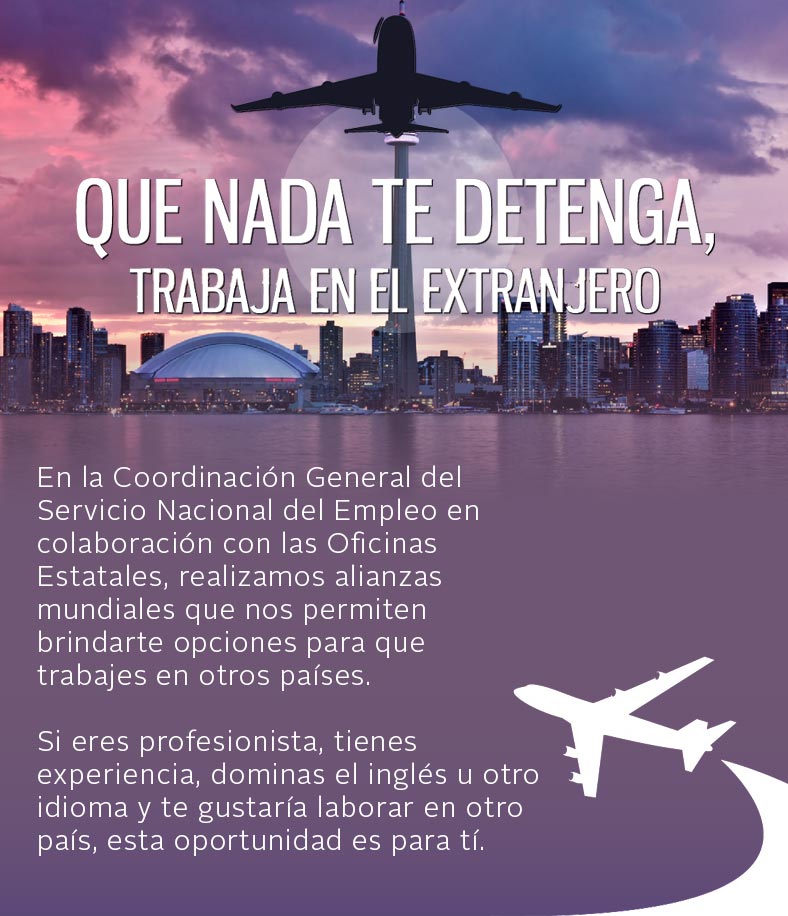 QUE NADA TE DETENGA,
TRABAJA EN EL EXTRANJERO
En la Coordinación General del
Servicio Nacional del Empleo en
colaboración con las Oficinas
Estatales, realizamos alianzas
mundiales que nos permiten
brindarte opciones para que
trabajes en otros países.
Si eres profesionista, tienes
experiencia, dominas el inglés u otro
idioma y te gustaría laborar en otro
país, esta oportunidad es para tí.